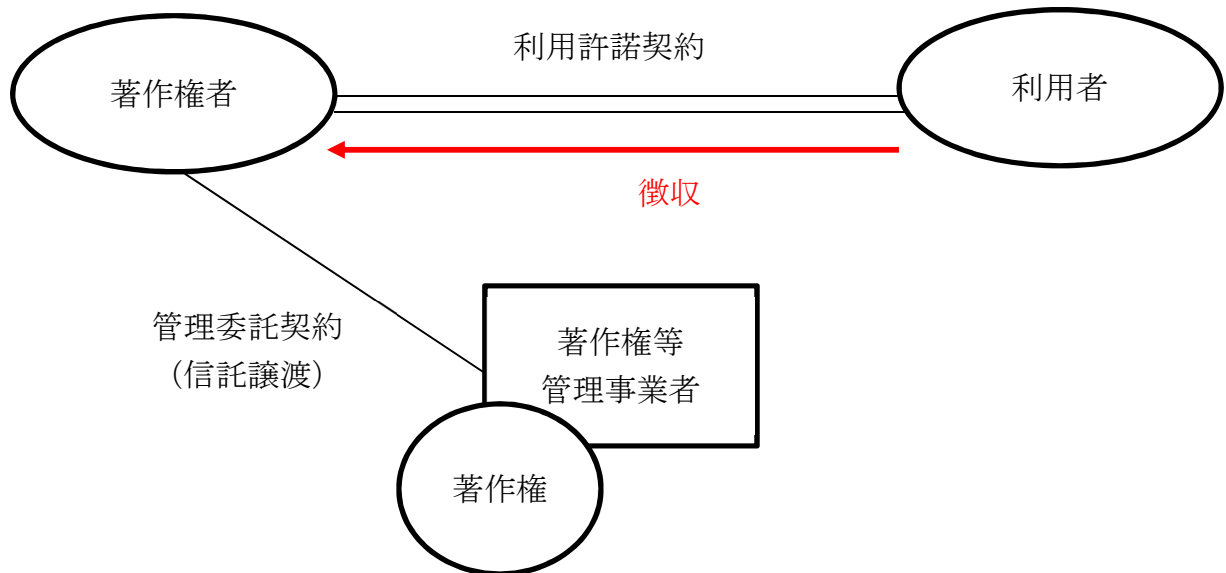 利用許諾契約
著作権者
利用者
徴収
管理委託契約
（信託譲渡）
著作権等
管理事業者
著作権